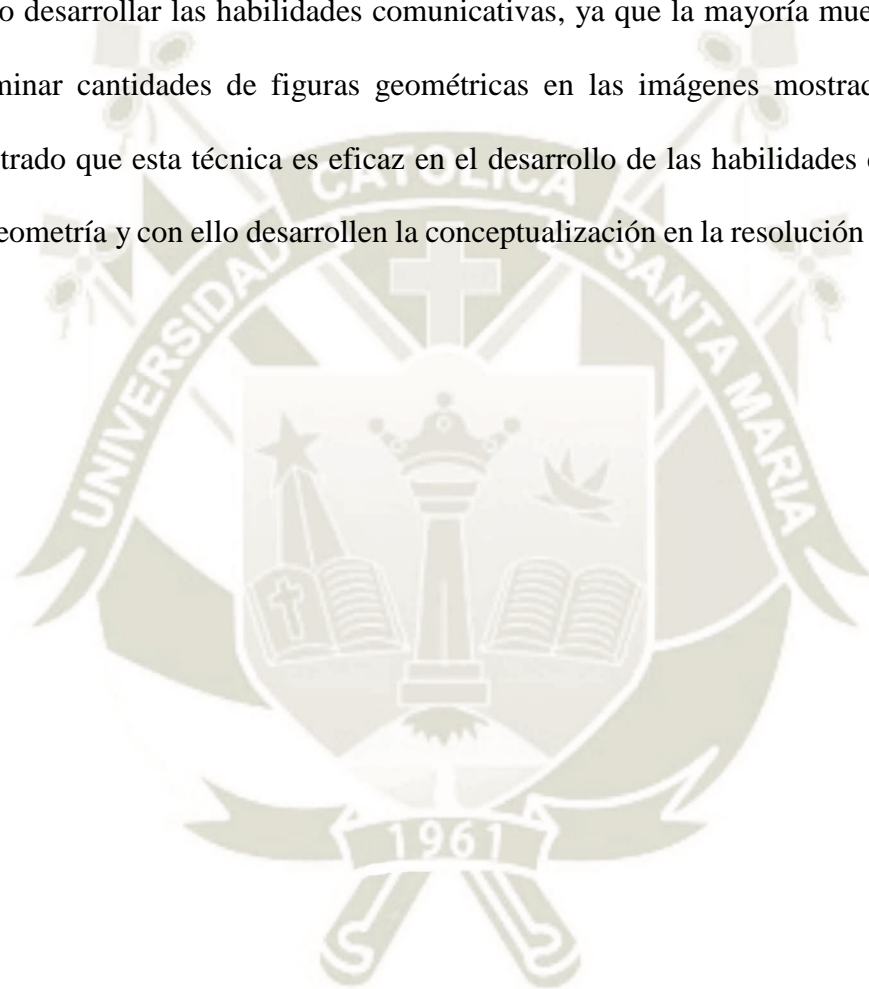 o desarrollar las habilidades comunicativas, ya que la mayoría mue
minar cantidades de figuras geométricas en las imágenes mostrad
trado que esta técnica es eficaz en el desarrollo de las habilidades
eometría y con ello desarrollen la conceptualización en la resolución
UNIVERSIDAD CATOLICA SANTA MARIA
1961